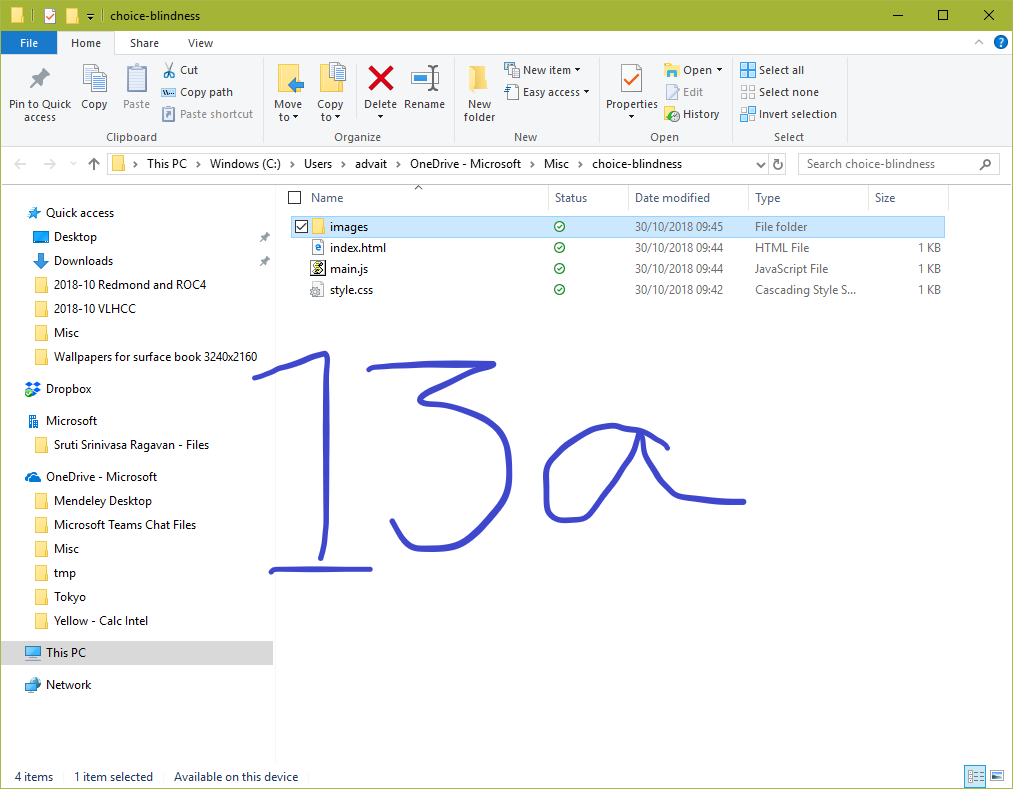 choice-blindness
File Home Share View
Pin to Quick access
Copy
Paste
Cut
Copy path
Paste shortcut
Clipboard
Move to
Copy to
Delete
Rename
Organize
New folder
New item
Easy access
New
Properties
Open
Edit
History
Open
Select all
Select none
Invert selection
Select
This PC > Windows (C:) > Users > advait > OneDrive - Microsoft > Misc > choice-blindness
Search choice-blindness
Quick access
Desktop
Downloads
2018-10 Redmond and ROC4
2018-10 VLHCC
Misc
Wallpapers for surface book 3240x2160
Dropbox
Microsoft
Sruti Srinivasa Ragavan - Files
OneDrive - Microsoft
Mendeley Desktop
Microsoft Teams Chat Files
Misc
tmp
Tokyo
Yellow - Calc Intel
This PC
Network
Name Status Date modified Type Size
images 30/10/2018 09:45 File folder
index.html 30/10/2018 09:44 HTML File 1 KB
main.js 30/10/2018 09:44 JavaScript File 1 KB
style.css 30/10/2018 09:42 Cascading Style S... 1 KB
13a
4 items 1 item selected Available on this device